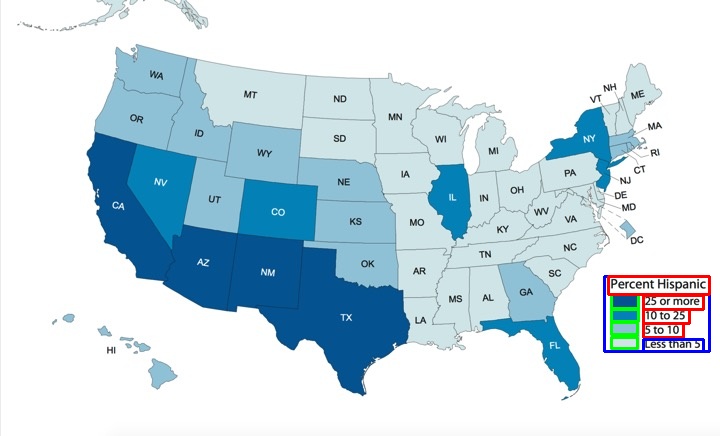 WA
MT
ND
MN
NH
VT
ME
OR
ID
SD
WI
MI
NY
MA
RI
CT
WY
NE
IA
PA
NJ
NV
UT
CO
KS
MO
IL
IN
OH
WV
VA
DE
MD
DC
CA
KY
AZ
NM
OK
AR
TN
NC
SC
TX
LA
MS
AL
GA
FL
HI
Percent Hispanic
25 or more
10 to 25
5 to 10
Less than 5